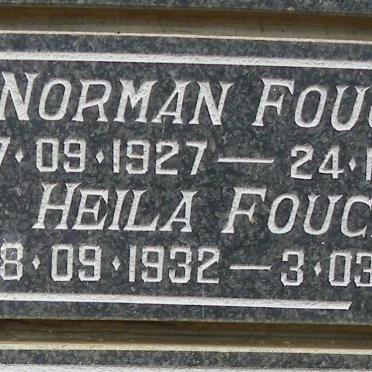 NORMAN FOU
7·09·1927 — 24·1
HEILA FOUC
8·09·1932 — 3·03